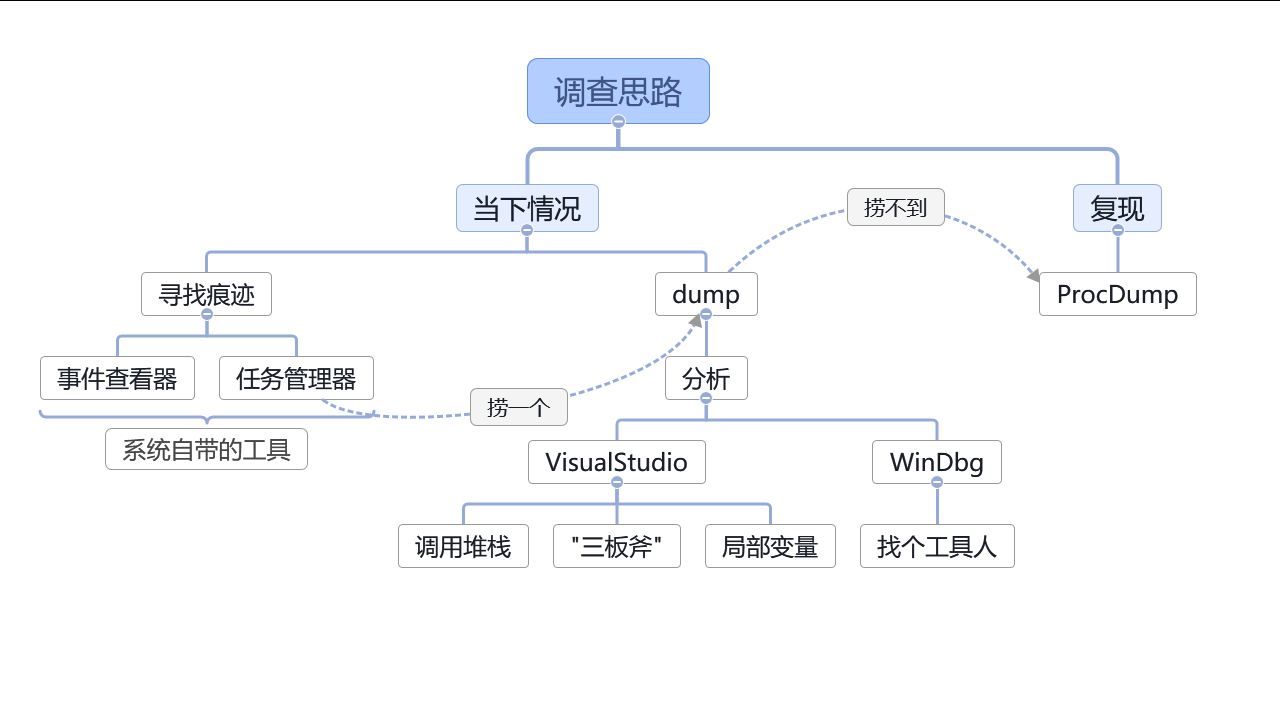 调查思路
当下情况
捞不到
复现
寻找痕迹
dump
ProcDump
事件查看器
任务管理器
捞一个
分析
系统自带的工具
VisualStudio
WinDbg
调用堆栈
"三板斧"
局部变量
找个工具人